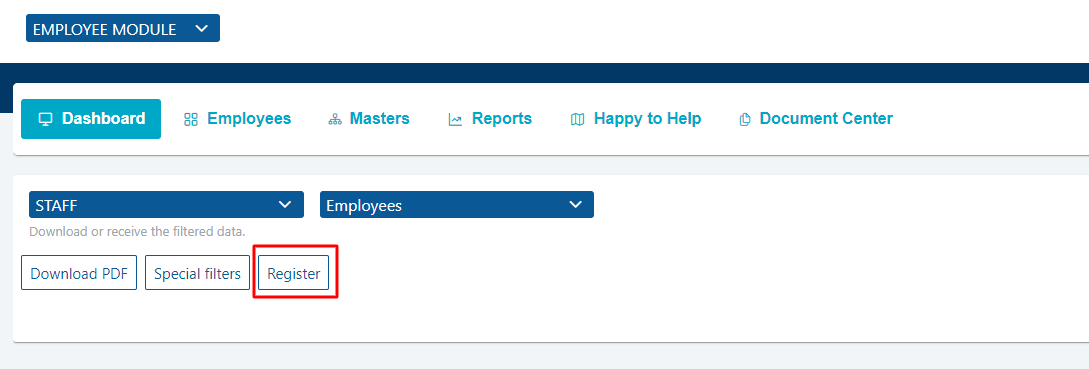 EMPLOYEE MODULE
Dashboard Employees Masters Reports Happy to Help Document Center
STAFF Employees
Download or receive the filtered data.
Download PDF Special filters Register